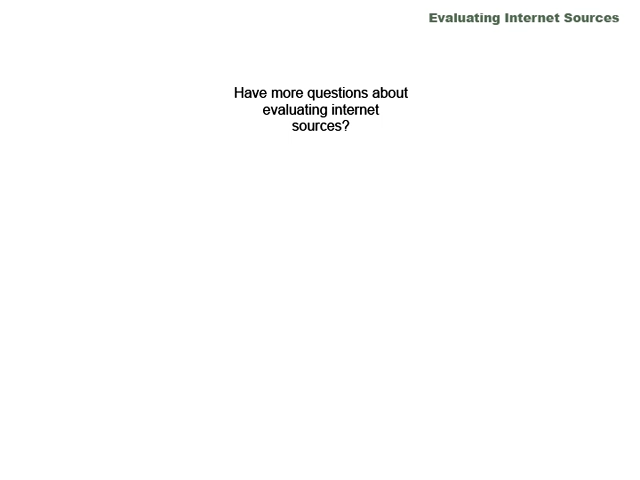 Evaluating Internet Sources
Have more questions about
evaluating internet
sources?